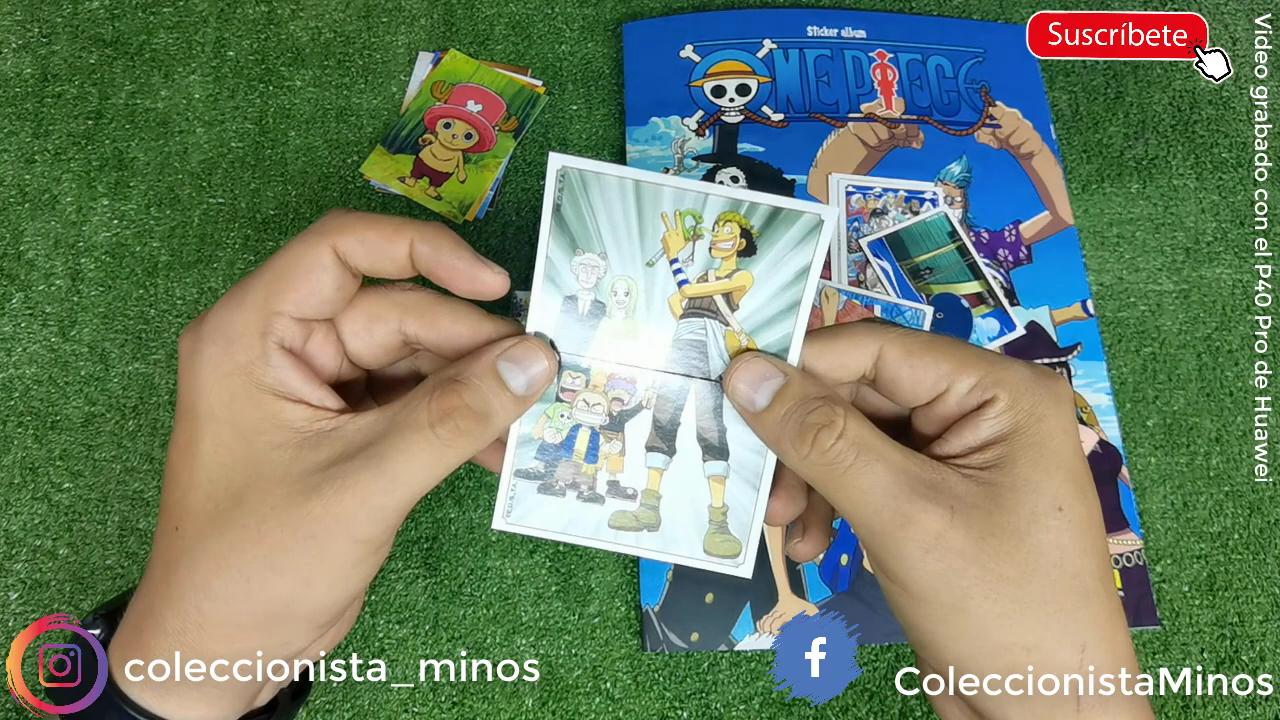 Suscríbete
Video grabado con el P40 Pro de Huawei
Sticker album
ONE PIECE
coleccionista_minos
ColeccionistaMinos